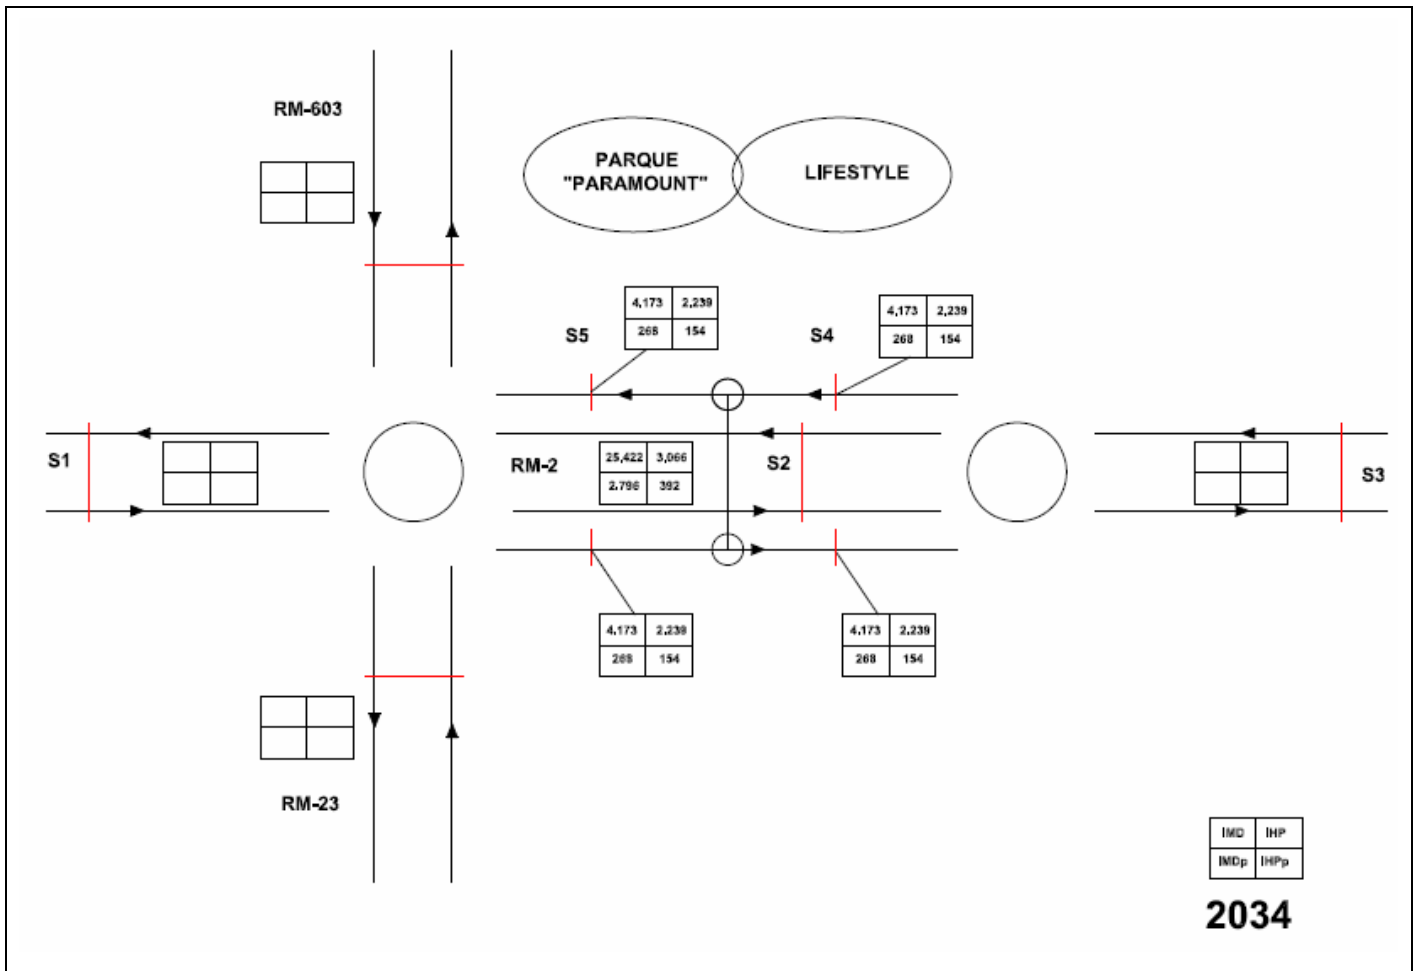 RM-603
PARQUE
"PARAMOUNT"
LIFESTYLE
4,173 2,239
268 154
S5
4,173 2,239
268 154
S4
S1
RM-2
25,422 3,066
2.796 392
S2
S3
4.173 2.239
268 154
4.173 2.239
268 154
RM-23
IMD IHP
IMDp IHPp
2034